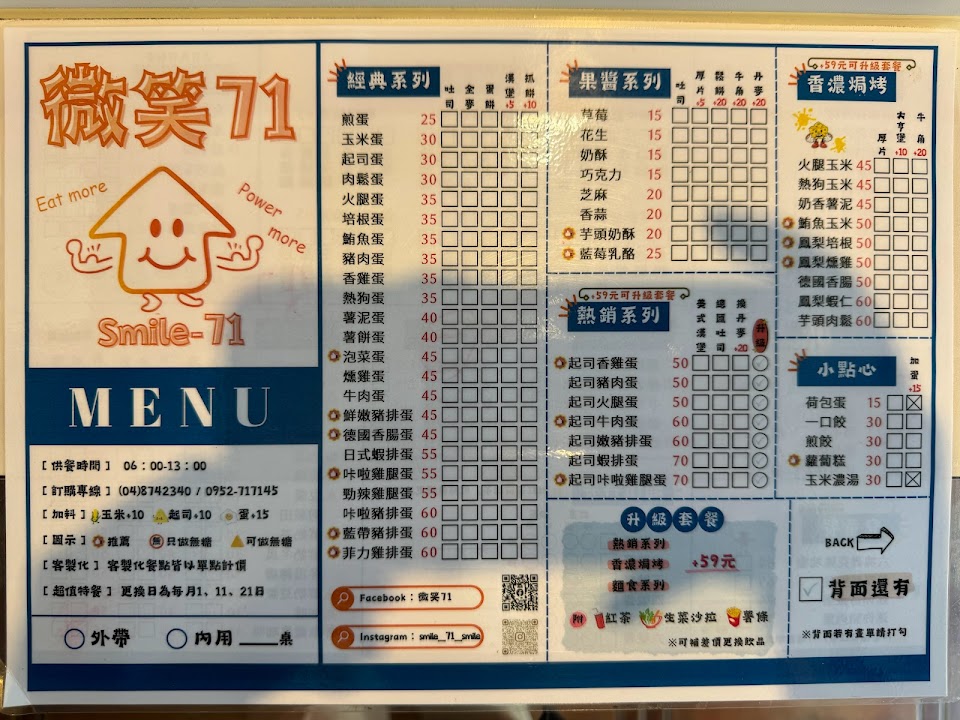 微笑71
Eat more
Power
more
Smile-71
MENU
[ 供餐時間 ] 06：00-13：00
[ 訂購專線 ] (04)8742340 / 0952-717145
[ 加料 ] 玉米+10 起司+10 蛋+15
[ 圖示 ] 推薦 無 只做無糖 可做無糖
[ 客製化 ] 客製化餐點皆以單點計價
[ 超值特餐 ] 更換日為每月1、11、21日
外帶 內用 ____桌
經典系列
吐司 全麥 蛋餅 漢堡+5 抓餅+10
煎蛋 25
玉米蛋 30
起司蛋 30
肉鬆蛋 30
火腿蛋 35
培根蛋 35
鮪魚蛋 35
豬肉蛋 35
香雞蛋 35
熱狗蛋 35
薯泥蛋 40
薯餅蛋 40
泡菜蛋 45
燻雞蛋 45
牛肉蛋 45
鮮嫩豬排蛋 45
德國香腸蛋 45
日式蝦排蛋 55
咔啦雞腿蛋 55
勁辣雞腿蛋 55
咔啦豬排蛋 60
藍帶豬排蛋 60
菲力雞排蛋 60
Facebook：微笑71
Instagram：smile_71_smile
果醬系列
吐司 厚片+5 鬆餅+20 牛角+20 丹麥+20
草莓 15
花生 15
奶酥 15
巧克力 15
芝麻 20
香蒜 20
芋頭奶酥 20
藍莓乳酪 25
+59元可升級套餐
熱銷系列
美式漢堡 總匯吐司 換丹麥+20 升級
起司香雞蛋 50
起司豬肉蛋 50
起司火腿蛋 50
起司牛肉蛋 60
起司嫩豬排蛋 60
起司蝦排蛋 70
起司咔啦雞腿蛋 70
升級套餐
熱銷系列
香濃焗烤
麵食系列
+59元
紅茶 生菜沙拉 薯條
※可補差價更換飲品
+59元可升級套餐
香濃焗烤
厚片 大亨堡+10 牛角+20
火腿玉米 45
熱狗玉米 45
奶香薯泥 45
鮪魚玉米 50
鳳梨培根 50
鳳梨燻雞 50
德國香腸 50
鳳梨蝦仁 60
芋頭肉鬆 60
小點心
加蛋+15
荷包蛋 15
一口餃 30
煎餃 30
蘿蔔糕 30
玉米濃湯 30
BACK
背面還有
※背面若有畫單請打勾